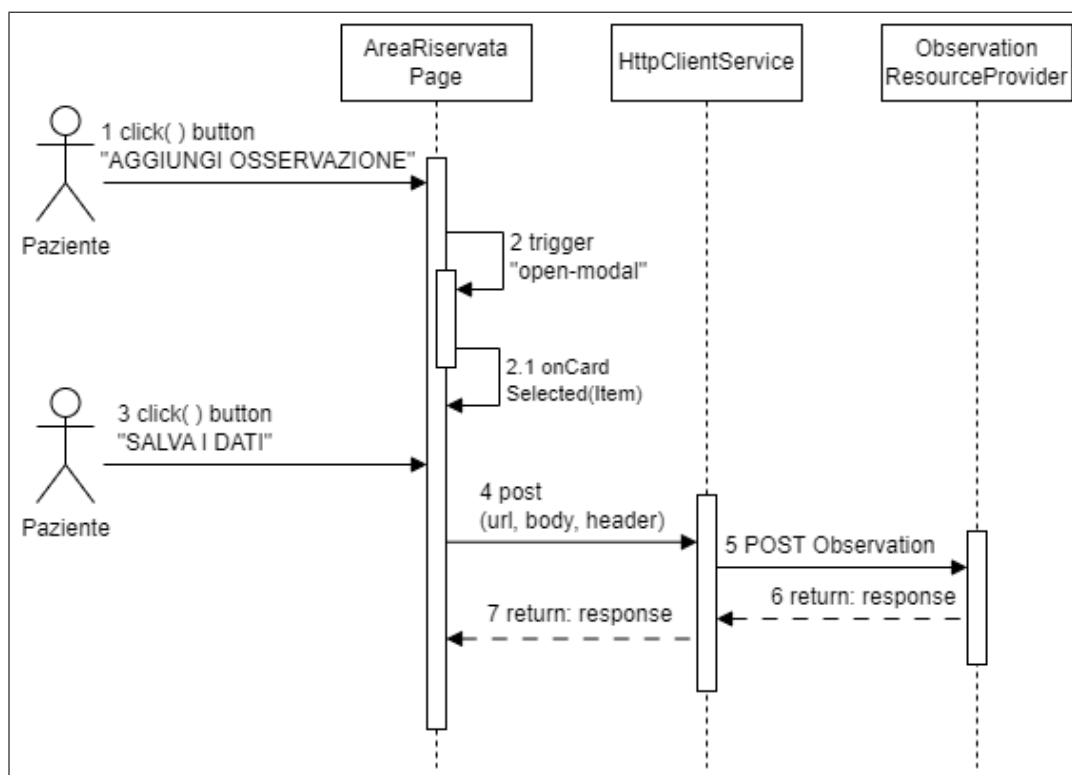 AreaRiservata
Page
HttpClientService
Observation
ResourceProvider
1 click( ) button
"AGGIUNGI OSSERVAZIONE"
Paziente
2 trigger
"open-modal"
2.1 onCard
Selected(Item)
3 click( ) button
"SALVA I DATI"
Paziente
4 post
(url, body, header)
5 POST Observation
6 return: response
7 return: response